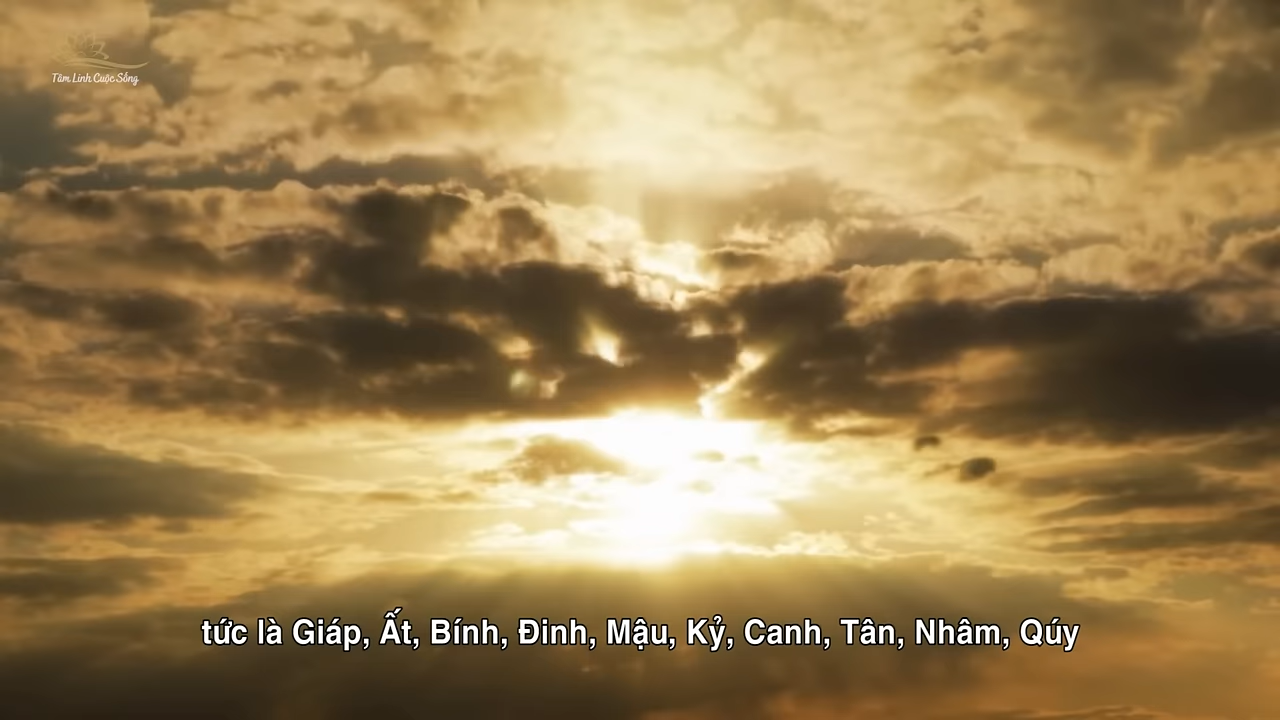 Tâm Linh Cuộc Sống
tức là Giáp, Ất, Bính, Đinh, Mậu, Kỷ, Canh, Tân, Nhâm, Qúy